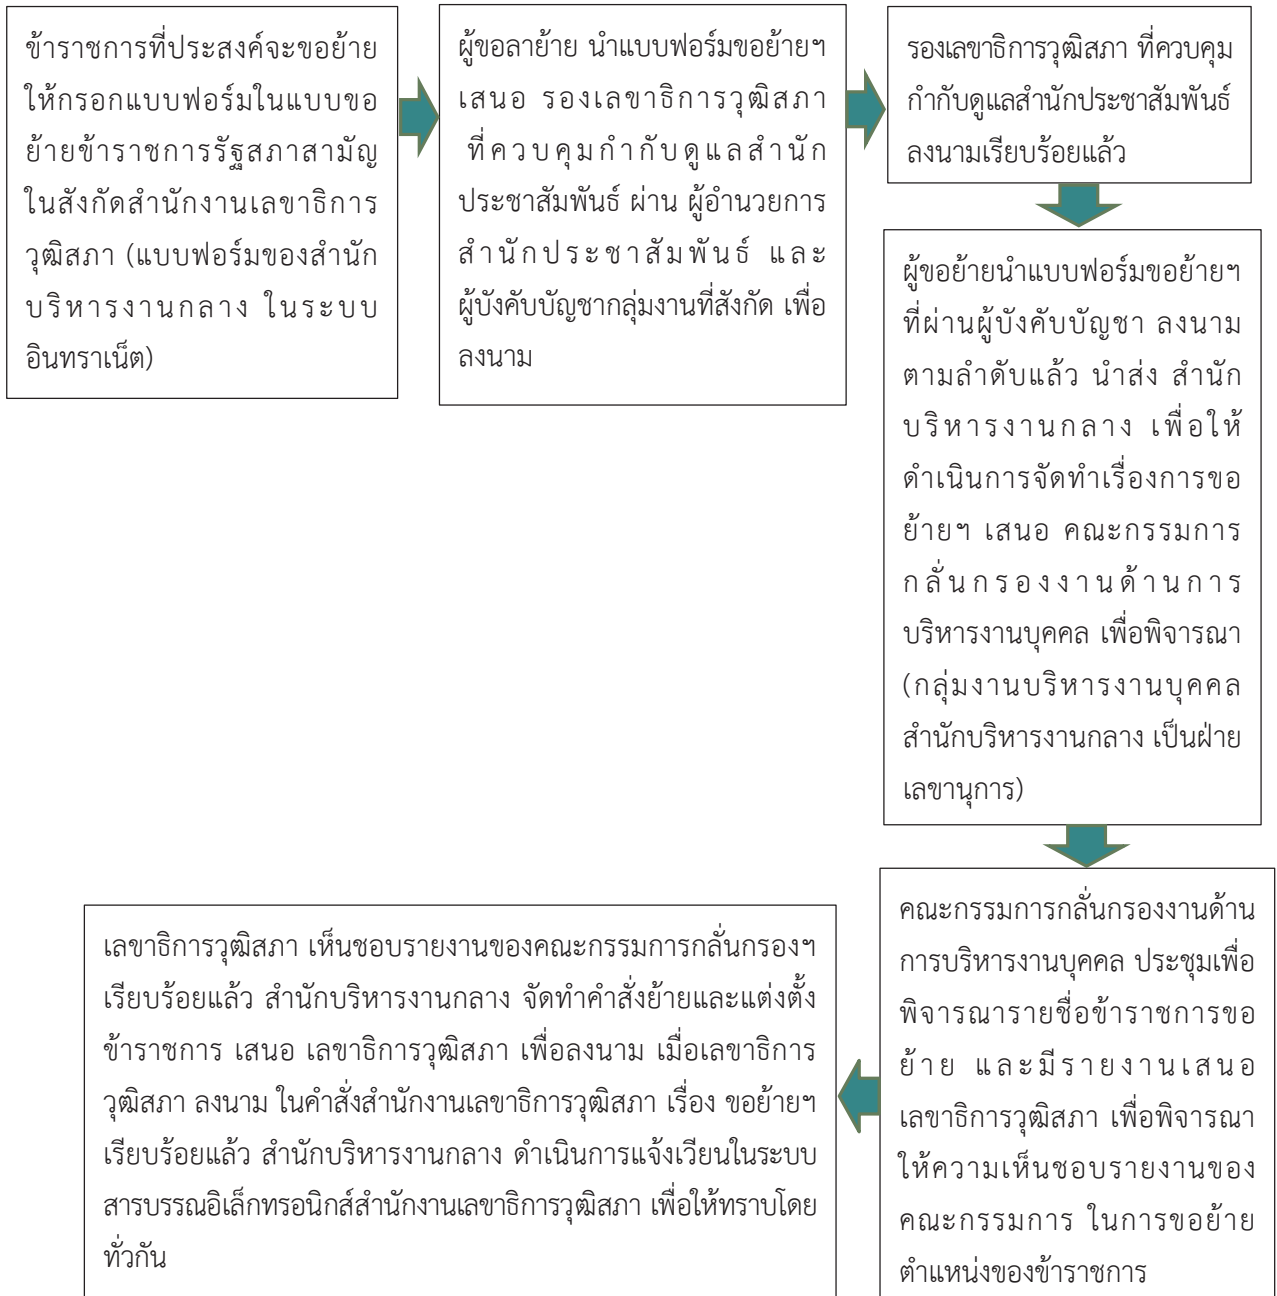 ข้าราชการที่ประสงค์จะขอย้าย
ให้กรอกแบบฟอร์มในแบบขอ
ย้ายข้าราชการรัฐสภาสามัญ
ในสังกัดสำนักงานเลขาธิการ
วุฒิสภา (แบบฟอร์มของสำนัก
บริหารงานกลาง ในระบบ
อินทราเน็ต)
ผู้ขอลาย้าย นำแบบฟอร์มขอย้ายฯ
เสนอ รองเลขาธิการวุฒิสภา
ที่ควบคุมกำกับดูแลสำนัก
ประชาสัมพันธ์ ผ่าน ผู้อำนวยการ
สำนักประชาสัมพันธ์ และ
ผู้บังคับบัญชากลุ่มงานที่สังกัด เพื่อ
ลงนาม
รองเลขาธิการวุฒิสภา ที่ควบคุม
กำกับดูแลสำนักประชาสัมพันธ์
ลงนามเรียบร้อยแล้ว
ผู้ขอย้ายนำแบบฟอร์มขอย้ายฯ
ที่ผ่านผู้บังคับบัญชา ลงนาม
ตามลำดับแล้ว นำส่ง สำนัก
บริหารงานกลาง เพื่อให้
ดำเนินการจัดทำเรื่องการขอ
ย้ายฯ เสนอ คณะกรรมการ
กลั่นกรองงานด้านการ
บริหารงานบุคคล เพื่อพิจารณา
(กลุ่มงานบริหารงานบุคคล
สำนักบริหารงานกลาง เป็นฝ่าย
เลขานุการ)
คณะกรรมการกลั่นกรองงานด้าน
การบริหารงานบุคคล ประชุมเพื่อ
พิจารณารายชื่อข้าราชการขอ
ย้าย และมีรายงานเสนอ
เลขาธิการวุฒิสภา เพื่อพิจารณา
ให้ความเห็นชอบรายงานของ
คณะกรรมการ ในการขอย้าย
ตำแหน่งของข้าราชการ
เลขาธิการวุฒิสภา เห็นชอบรายงานของคณะกรรมการกลั่นกรองฯ
เรียบร้อยแล้ว สำนักบริหารงานกลาง จัดทำคำสั่งย้ายและแต่งตั้ง
ข้าราชการ เสนอ เลขาธิการวุฒิสภา เพื่อลงนาม เมื่อเลขาธิการ
วุฒิสภา ลงนาม ในคำสั่งสำนักงานเลขาธิการวุฒิสภา เรื่อง ขอย้ายฯ
เรียบร้อยแล้ว สำนักบริหารงานกลาง ดำเนินการแจ้งเวียนในระบบ
สารบรรณอิเล็กทรอนิกส์สำนักงานเลขาธิการวุฒิสภา เพื่อให้ทราบโดย
ทั่วกัน